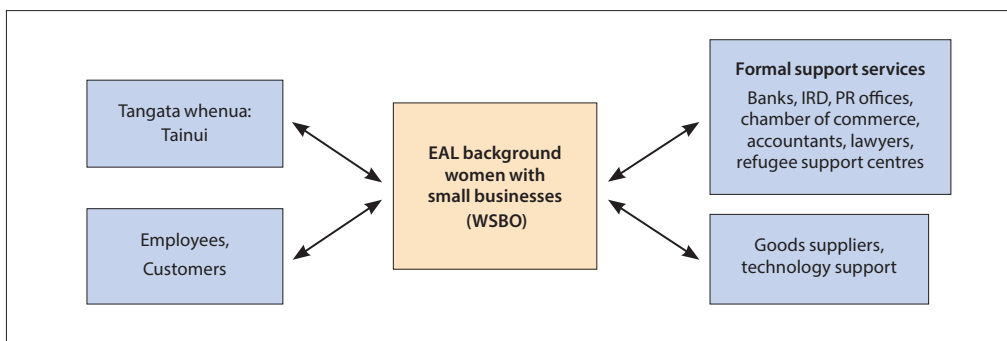 Tangata whenua:
Tainui
Employees,
Customers
EAL background
women with
small businesses
(WSBO)
Formal support services
Banks, IRD, PR offices,
chamber of commerce,
accountants, lawyers,
refugee support centres
Goods suppliers,
technology support